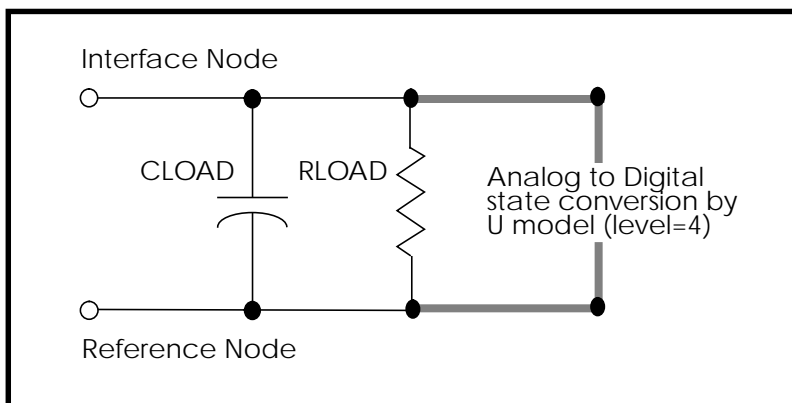 Interface Node
CLOAD
RLOAD
Analog to Digital
state conversion by
U model (level=4)
Reference Node